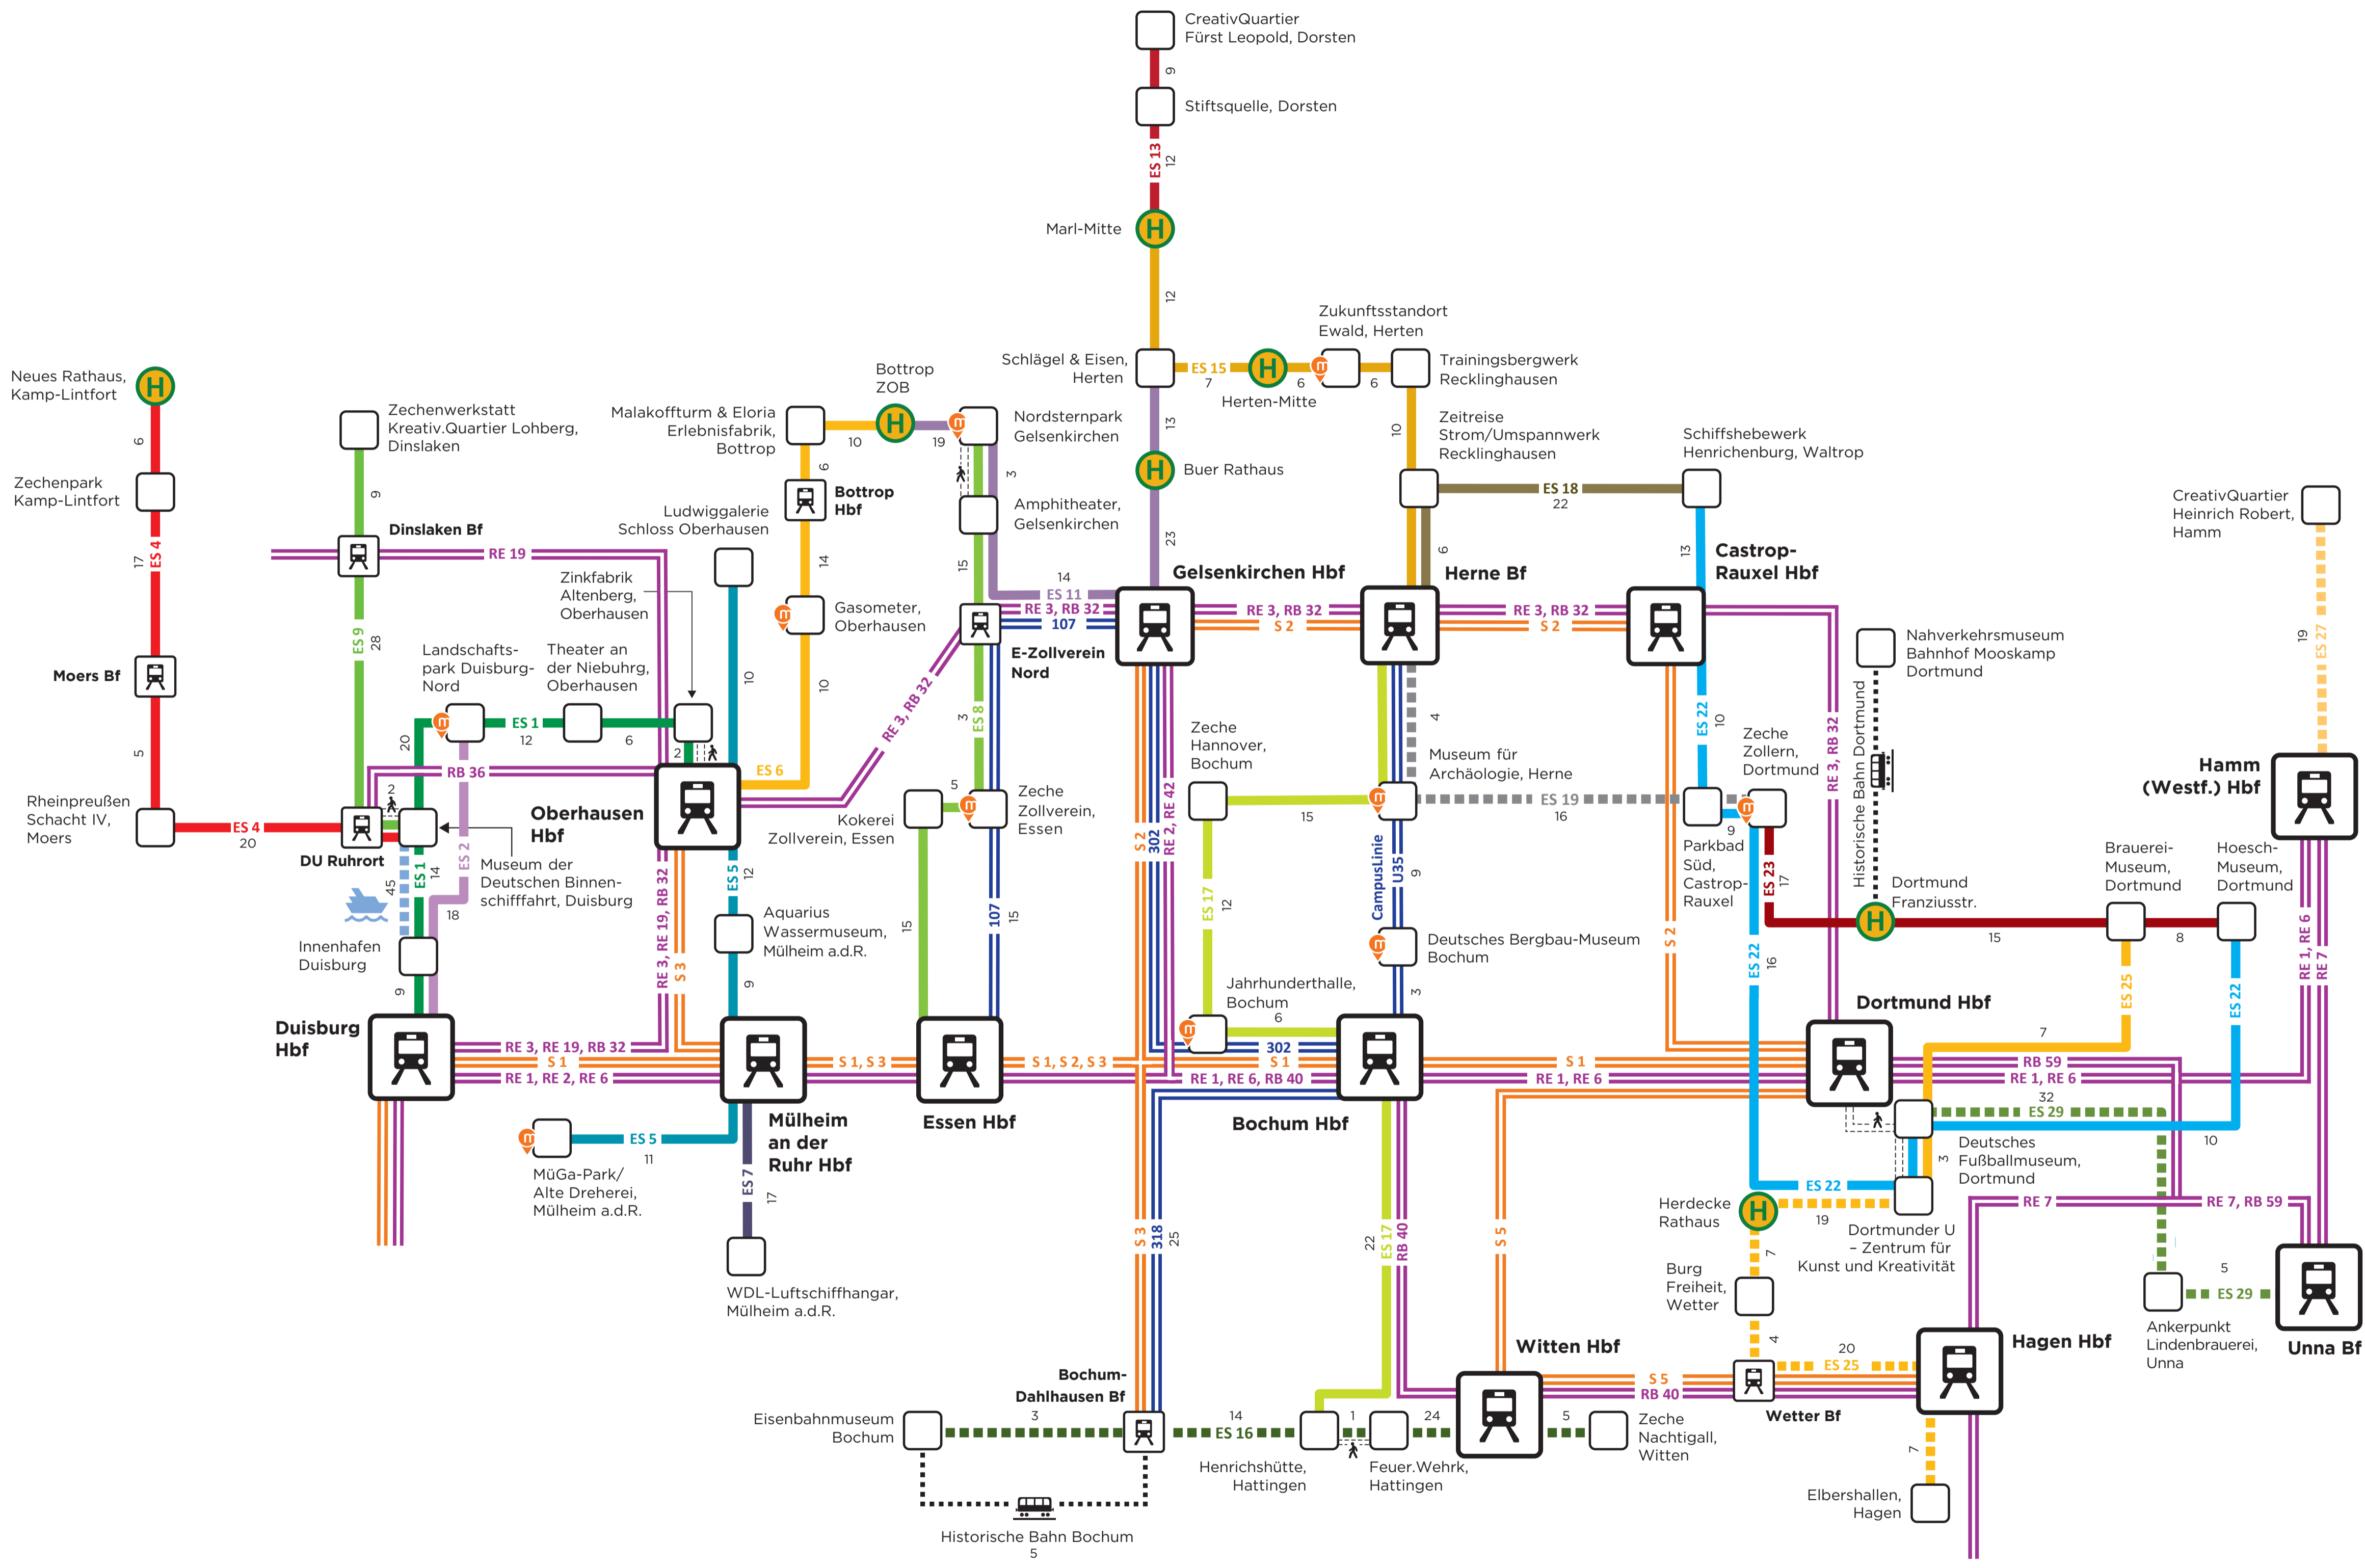 CreativQuartier
Fürst Leopold, Dorsten
9
Stiftsquelle, Dorsten
ES 13
12
Marl-Mitte
H
12
Zukunftsstandort
Ewald, Herten
Schlägel & Eisen,
Herten
ES 15
7
H
Herten-Mitte
6
6
Trainingsbergwerk
Recklinghausen
Neues Rathaus,
Kamp-Lintfort
H
6
Zechenpark
Kamp-Lintfort
17
ES 4
Moers Bf
5
Rheinpreußen
Schacht IV,
Moers
ES 4
20
Zechenwerkstatt
Kreativ.Quartier Lohberg,
Dinslaken
9
Dinslaken Bf
RE 19
ES 9
28
Malakoffturm & Eloria
Erlebnisfabrik,
Bottrop
10
Bottrop
ZOB
H
19
Nordsternpark
Gelsenkirchen
6
Bottrop
Hbf
3
Amphitheater,
Gelsenkirchen
15
14
ES 11
13
H
Buer Rathaus
23
10
Zeitreise
Strom/Umspannwerk
Recklinghausen
ES 18
22
Schiffshebewerk
Henrichenburg, Waltrop
6
13
Ludwiggalerie
Schloss Oberhausen
10
14
Gasometer,
Oberhausen
10
Zinkfabrik
Altenberg,
Oberhausen
Landschafts-
park Duisburg-
Nord
Theater an
der Niebuhrg,
Oberhausen
20
ES 1
12
6
2
RB 36
2
DU Ruhrort
Museum der
Deutschen Binnen-
schifffahrt, Duisburg
ES 2
18
45
ES 1
14
Innenhafen
Duisburg
9
Oberhausen
Hbf
ES 6
RE 3, RB 32
E-Zollverein
Nord
RE 3, RB 32
107
Gelsenkirchen Hbf
RE 3, RB 32
S 2
Herne Bf
RE 3, RB 32
S 2
Castrop-
Rauxel Hbf
3
ES 8
5
Kokerei
Zollverein, Essen
Zeche
Zollverein,
Essen
15
107
15
RE 3, RE 19, RB 32
S 3
ES 5
12
Aquarius
Wassermuseum,
Mülheim a.d.R.
9
S 2
302
RE 2, RE 42
Zeche
Hannover,
Bochum
15
ES 17
12
4
Museum für
Archäologie, Herne
ES 19
16
CampusLinie
U35
9
Deutsches Bergbau-Museum
Bochum
3
Jahrhunderthalle,
Bochum
6
ES 22
10
Parkbad
Süd,
Castrop-
Rauxel
9
Zeche
Zollern,
Dortmund
ES 23
17
ES 22
16
S 2
RE 3, RB 32
Nahverkehrsmuseum
Bahnhof Mooskamp
Dortmund
Historische Bahn Dortmund
Dortmund
Franziusstr.
H
15
Brauerei-
Museum,
Dortmund
8
Hoesch-
Museum,
Dortmund
ES 25
ES 22
CreativQuartier
Heinrich Robert,
Hamm
19
ES 27
Hamm
(Westf.) Hbf
RE 1, RE 6
RE 7
Duisburg
Hbf
RE 3, RE 19, RB 32
S 1
RE 1, RE 2, RE 6
Mülheim
an der
Ruhr Hbf
S 1, S 3
Essen Hbf
S 1, S 2, S 3
302
S 1
RE 1, RE 6, RB 40
Bochum Hbf
S 1
RE 1, RE 6
Dortmund Hbf
7
RB 59
RE 1, RE 6
32
ES 29
10
Deutsches
Fußballmuseum,
Dortmund
3
MüGa-Park/
Alte Dreherei,
Mülheim a.d.R.
ES 5
11
ES 7
17
WDL-Luftschiffhangar,
Mülheim a.d.R.
S 3
318
25
22
ES 17
RB 40
S 5
ES 22
Herdecke
Rathaus
H
19
Dortmunder U
– Zentrum für
Kunst und Kreativität
7
Burg
Freiheit,
Wetter
4
20
ES 25
Wetter Bf
RE 7
RE 7, RB 59
5
ES 29
Ankerpunkt
Lindenbrauerei,
Unna
Unna Bf
Hagen Hbf
7
Elbershallen,
Hagen
Witten Hbf
S 5
RB 40
5
Zeche
Nachtigall,
Witten
Bochum-
Dahlhausen Bf
Eisenbahnmuseum
Bochum
3
14
ES 16
Henrichshütte,
Hattingen
1
Feuer.Wehrk,
Hattingen
24
Historische Bahn Bochum
5